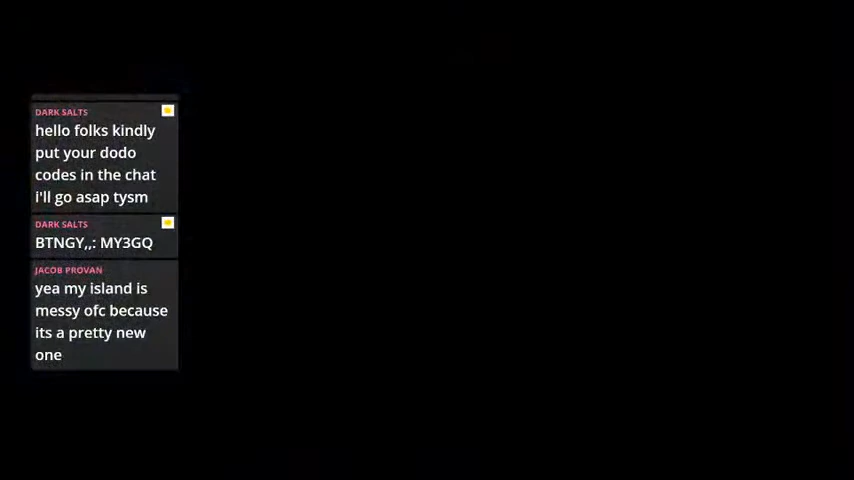 DARK SALTS
hello folks kindly
put your dodo
codes in the chat
i'll go asap tysm
DARK SALTS
BTNGY,,: MY3GQ
JACOB PROVAN
yea my island is
messy ofc because
its a pretty new
one